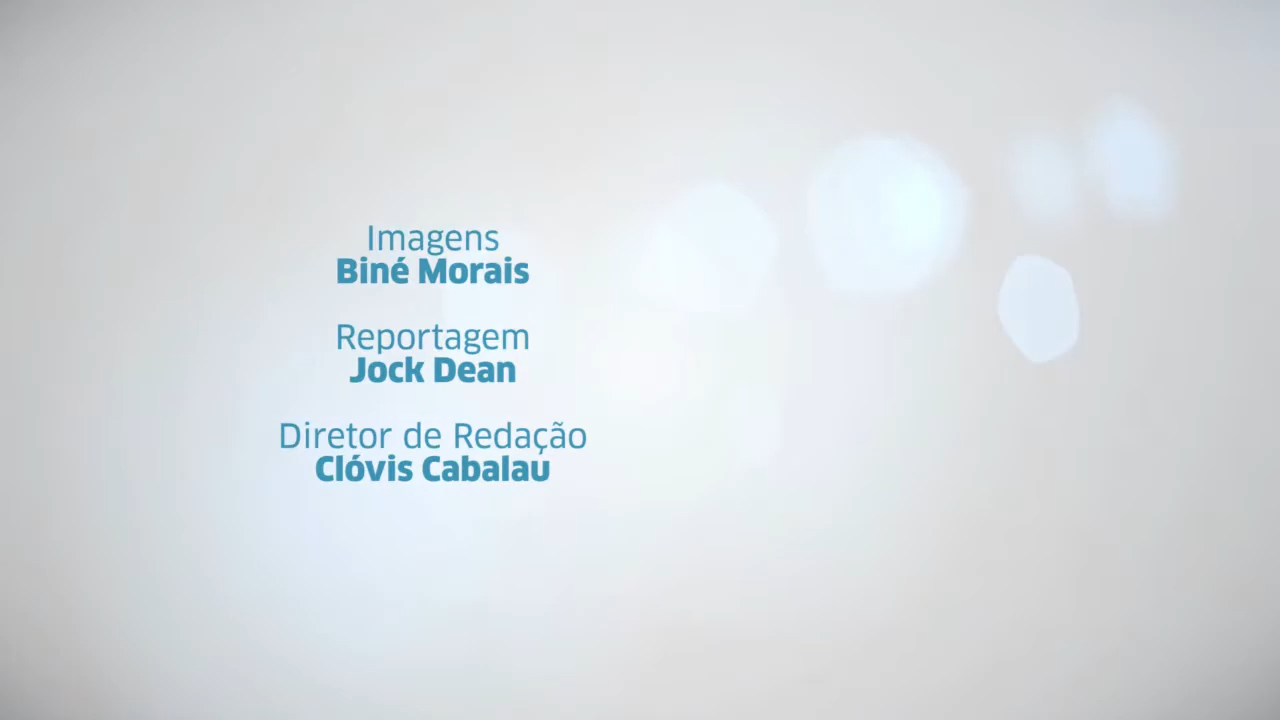 Imagens
Biné Morais
Reportagem
Jock Dean
Diretor de Redação
Clóvis Cabalau